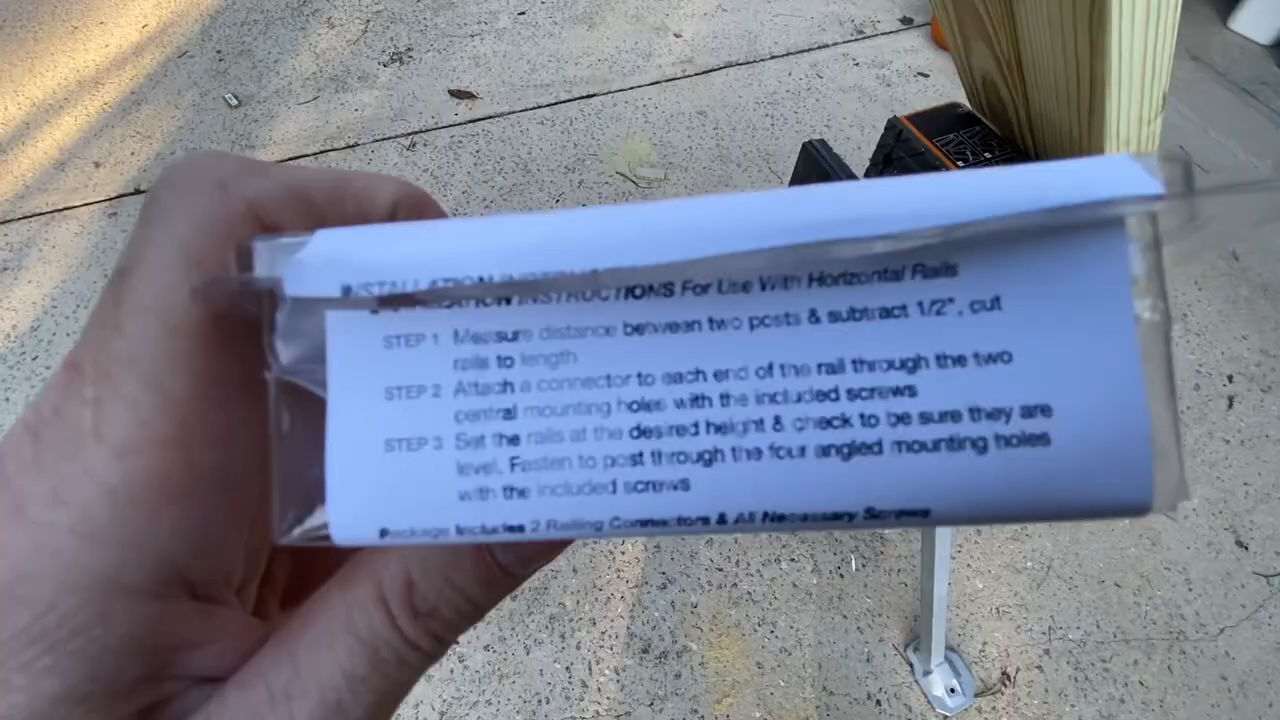 INSTALLATION INSTRUCTIONS For Use With Horizontal Rails
STEP 1 Measure distance between two posts & subtract 1/2", cut
rails to length
STEP 2 Attach a connector to each end of the rail through the two
central mounting holes with the included screws
STEP 3 Set the rails at the desired height & check to be sure they are
level. Fasten to post through the four angled mounting holes
with the included screws
Package Includes 2 Railing Connectors & All Necessary Screws